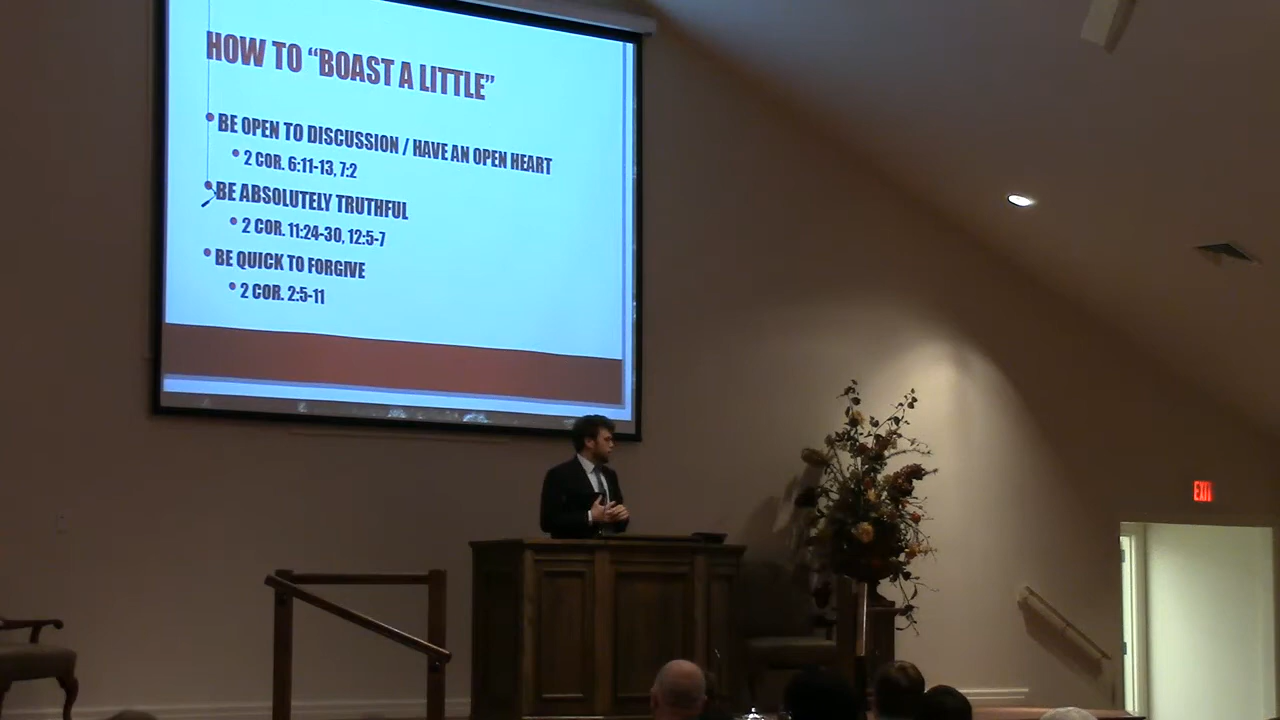 HOW TO “BOAST A LITTLE”
• BE OPEN TO DISCUSSION / HAVE AN OPEN HEART
• 2 COR. 6:11-13, 7:2
• BE ABSOLUTELY TRUTHFUL
• 2 COR. 11:24-30, 12:5-7
• BE QUICK TO FORGIVE
• 2 COR. 2:5-11
EXIT